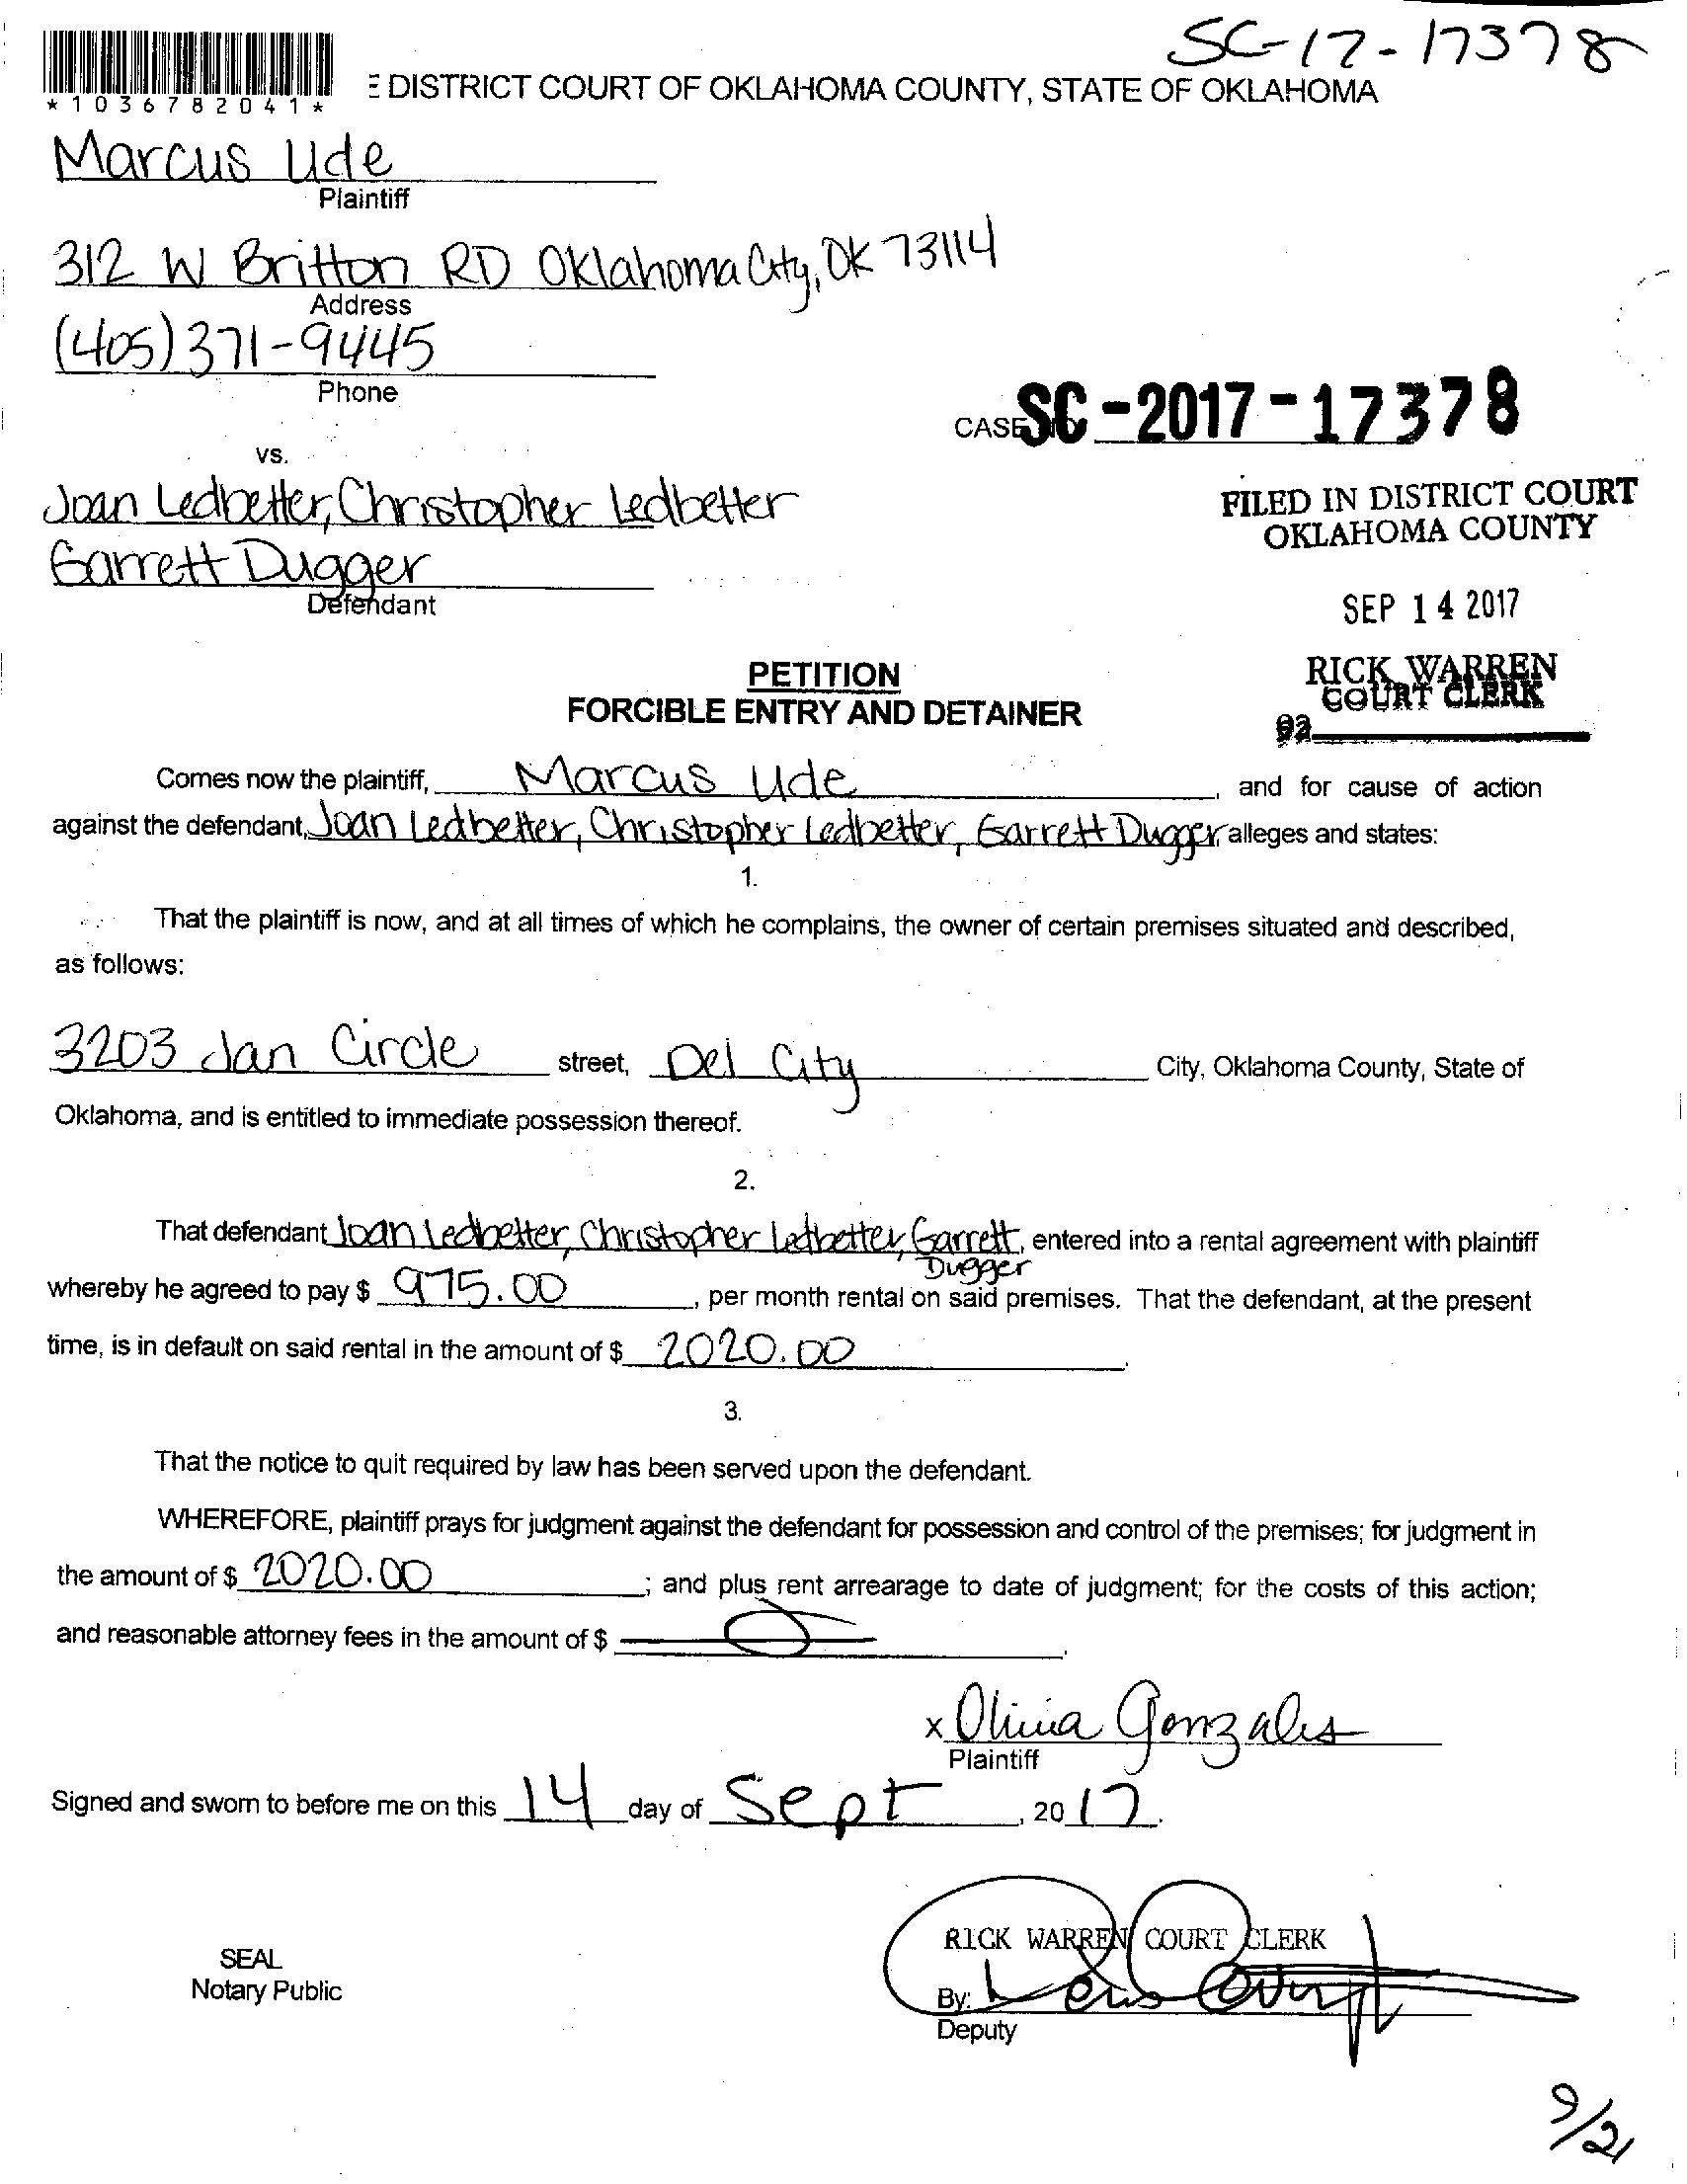 SC-17-17378
*1036782041*
E DISTRICT COURT OF OKLAHOMA COUNTY, STATE OF OKLAHOMA
Marcus Ude
Plaintiff
312 W Britton RD Oklahoma City, OK 73114
Address
(405) 371-9445
Phone
CASE SC-2017-17378
vs.
Joan Ledbetter, Christopher Ledbetter
Garrett Dugger
Defendant
FILED IN DISTRICT COURT
OKLAHOMA COUNTY
SEP 14 2017
RICK WARREN
COURT CLERK
PETITION
FORCIBLE ENTRY AND DETAINER
Comes now the plaintiff, Marcus Ude, and for cause of action
against the defendant, Joan Ledbetter, Christopher Ledbetter, Garrett Dugger, alleges and states:
1.
That the plaintiff is now, and at all times of which he complains, the owner of certain premises situated and described,
as follows:
3203 Jan Circle street, Del City City, Oklahoma County, State of
Oklahoma, and is entitled to immediate possession thereof.
2.
That defendant Joan Ledbetter, Christopher Ledbetter, Garrett, entered into a rental agreement with plaintiff
Dugger
whereby he agreed to pay $ 975.00, per month rental on said premises. That the defendant, at the present
time, is in default on said rental in the amount of $ 2020.00.
3.
That the notice to quit required by law has been served upon the defendant.
WHEREFORE, plaintiff prays for judgment against the defendant for possession and control of the premises; for judgment in
the amount of $ 2020.00; and plus rent arrearage to date of judgment; for the costs of this action;
and reasonable attorney fees in the amount of $
x Olivia Gonzales
Plaintiff
Signed and sworn to before me on this 14 day of Sept, 2017.
RICK WARREN COURT CLERK
SEAL
Notary Public
By:
Deputy
9/21